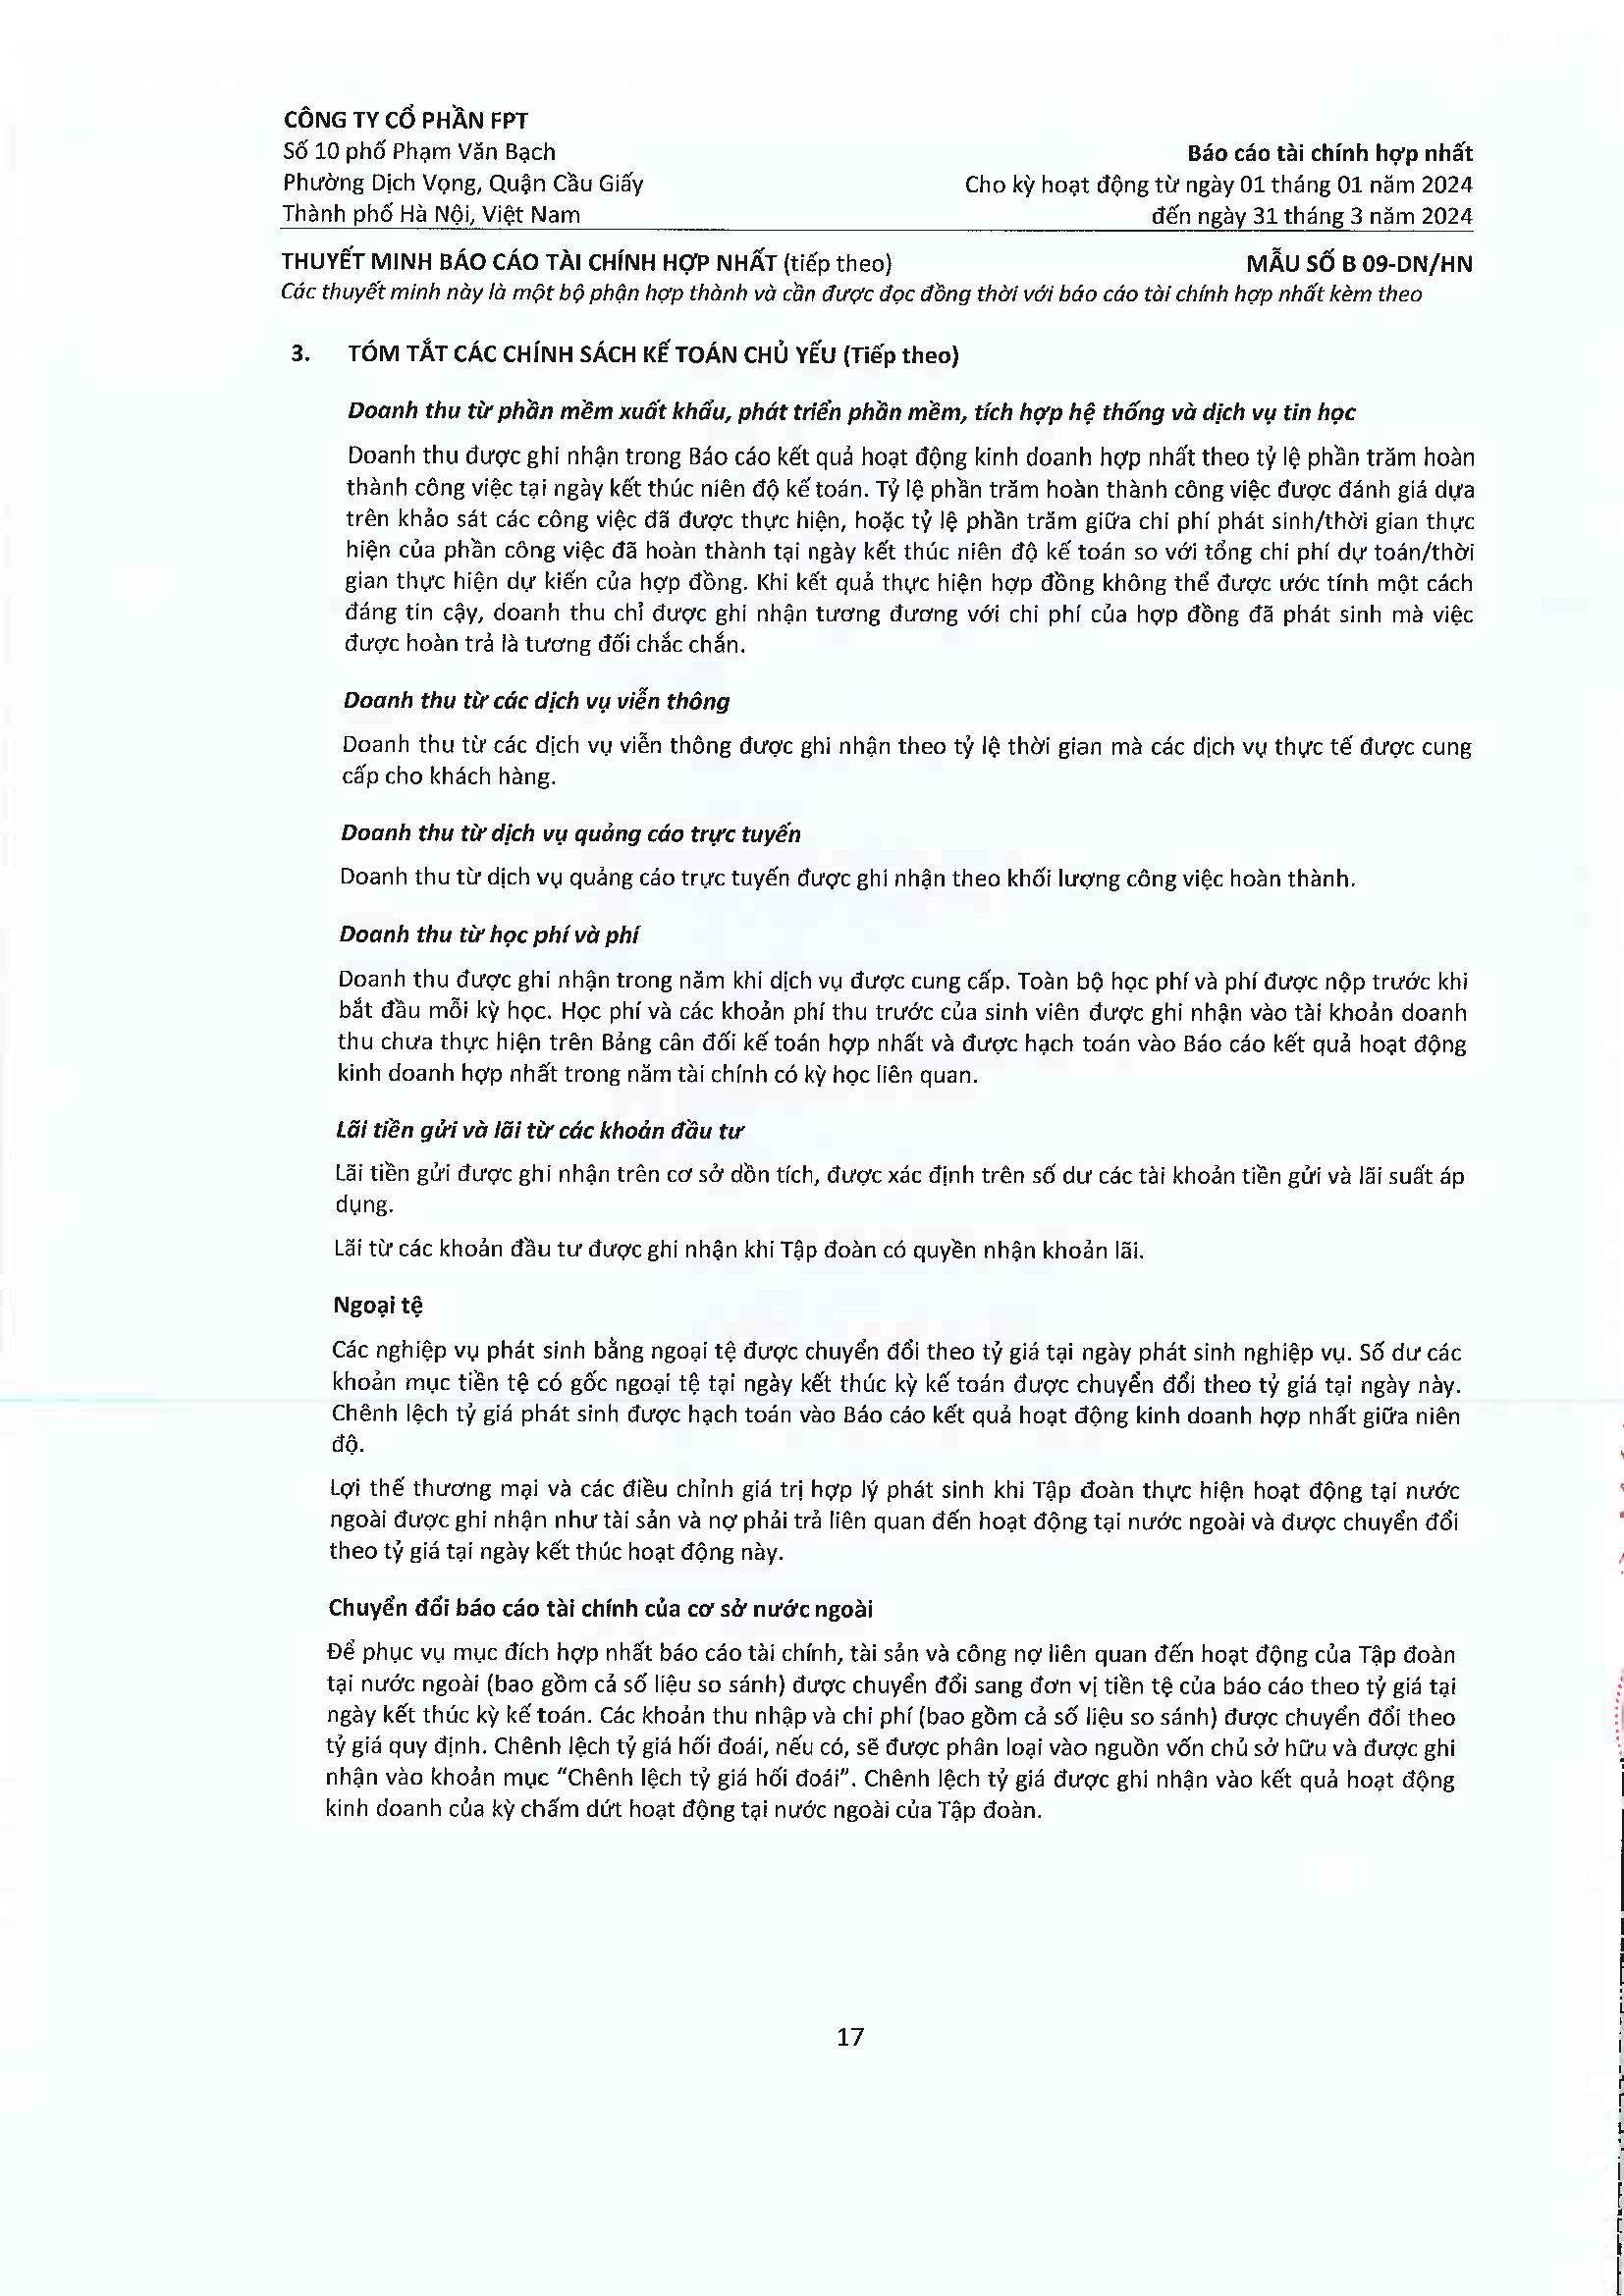 CÔNG TY CỔ PHẦN FPT
Số 10 phố Phạm Văn Bạch
Báo cáo tài chính hợp nhất
Phường Dịch Vọng, Quận Cầu Giấy
Cho kỳ hoạt động từ ngày 01 tháng 01 năm 2024
Thành phố Hà Nội, Việt Nam
đến ngày 31 tháng 3 năm 2024
THUYẾT MINH BÁO CÁO TÀI CHÍNH HỢP NHẤT (tiếp theo)
MẪU SỐ B 09-DN/HN
Các thuyết minh này là một bộ phận hợp thành và cần được đọc đồng thời với báo cáo tài chính hợp nhất kèm theo
3. TÓM TẮT CÁC CHÍNH SÁCH KẾ TOÁN CHỦ YẾU (Tiếp theo)
Doanh thu từ phần mềm xuất khẩu, phát triển phần mềm, tích hợp hệ thống và dịch vụ tin học
Doanh thu được ghi nhận trong Báo cáo kết quả hoạt động kinh doanh hợp nhất theo tỷ lệ phần trăm hoàn
thành công việc tại ngày kết thúc niên độ kế toán. Tỷ lệ phần trăm hoàn thành công việc được đánh giá dựa
trên khảo sát các công việc đã được thực hiện, hoặc tỷ lệ phần trăm giữa chi phí phát sinh/thời gian thực
hiện của phần công việc đã hoàn thành tại ngày kết thúc niên độ kế toán so với tổng chi phí dự toán/thời
gian thực hiện dự kiến của hợp đồng. Khi kết quả thực hiện hợp đồng không thể được ước tính một cách
đáng tin cậy, doanh thu chỉ được ghi nhận tương đương với chi phí của hợp đồng đã phát sinh mà việc
được hoàn trả là tương đối chắc chắn.
Doanh thu từ các dịch vụ viễn thông
Doanh thu từ các dịch vụ viễn thông được ghi nhận theo tỷ lệ thời gian mà các dịch vụ thực tế được cung
cấp cho khách hàng.
Doanh thu từ dịch vụ quảng cáo trực tuyến
Doanh thu từ dịch vụ quảng cáo trực tuyến được ghi nhận theo khối lượng công việc hoàn thành.
Doanh thu từ học phí và phí
Doanh thu được ghi nhận trong năm khi dịch vụ được cung cấp. Toàn bộ học phí và phí được nộp trước khi
bắt đầu mỗi kỳ học. Học phí và các khoản phí thu trước của sinh viên được ghi nhận vào tài khoản doanh
thu chưa thực hiện trên Bảng cân đối kế toán hợp nhất và được hạch toán vào Báo cáo kết quả hoạt động
kinh doanh hợp nhất trong năm tài chính có kỳ học liên quan.
Lãi tiền gửi và lãi từ các khoản đầu tư
Lãi tiền gửi được ghi nhận trên cơ sở dồn tích, được xác định trên số dư các tài khoản tiền gửi và lãi suất áp
dụng.
Lãi từ các khoản đầu tư được ghi nhận khi Tập đoàn có quyền nhận khoản lãi.
Ngoại tệ
Các nghiệp vụ phát sinh bằng ngoại tệ được chuyển đổi theo tỷ giá tại ngày phát sinh nghiệp vụ. Số dư các
khoản mục tiền tệ có gốc ngoại tệ tại ngày kết thúc kỳ kế toán được chuyển đổi theo tỷ giá tại ngày này.
Chênh lệch tỷ giá phát sinh được hạch toán vào Báo cáo kết quả hoạt động kinh doanh hợp nhất giữa niên
độ.
Lợi thế thương mại và các điều chỉnh giá trị hợp lý phát sinh khi Tập đoàn thực hiện hoạt động tại nước
ngoài được ghi nhận như tài sản và nợ phải trả liên quan đến hoạt động tại nước ngoài và được chuyển đổi
theo tỷ giá tại ngày kết thúc hoạt động này.
Chuyển đổi báo cáo tài chính của cơ sở nước ngoài
Để phục vụ mục đích hợp nhất báo cáo tài chính, tài sản và công nợ liên quan đến hoạt động của Tập đoàn
tại nước ngoài (bao gồm cả số liệu so sánh) được chuyển đổi sang đơn vị tiền tệ của báo cáo theo tỷ giá tại
ngày kết thúc kỳ kế toán. Các khoản thu nhập và chi phí (bao gồm cả số liệu so sánh) được chuyển đổi theo
tỷ giá quy định. Chênh lệch tỷ giá hối đoái, nếu có, sẽ được phân loại vào nguồn vốn chủ sở hữu và được ghi
nhận vào khoản mục “Chênh lệch tỷ giá hối đoái”. Chênh lệch tỷ giá được ghi nhận vào kết quả hoạt động
kinh doanh của kỳ chấm dứt hoạt động tại nước ngoài của Tập đoàn.
17